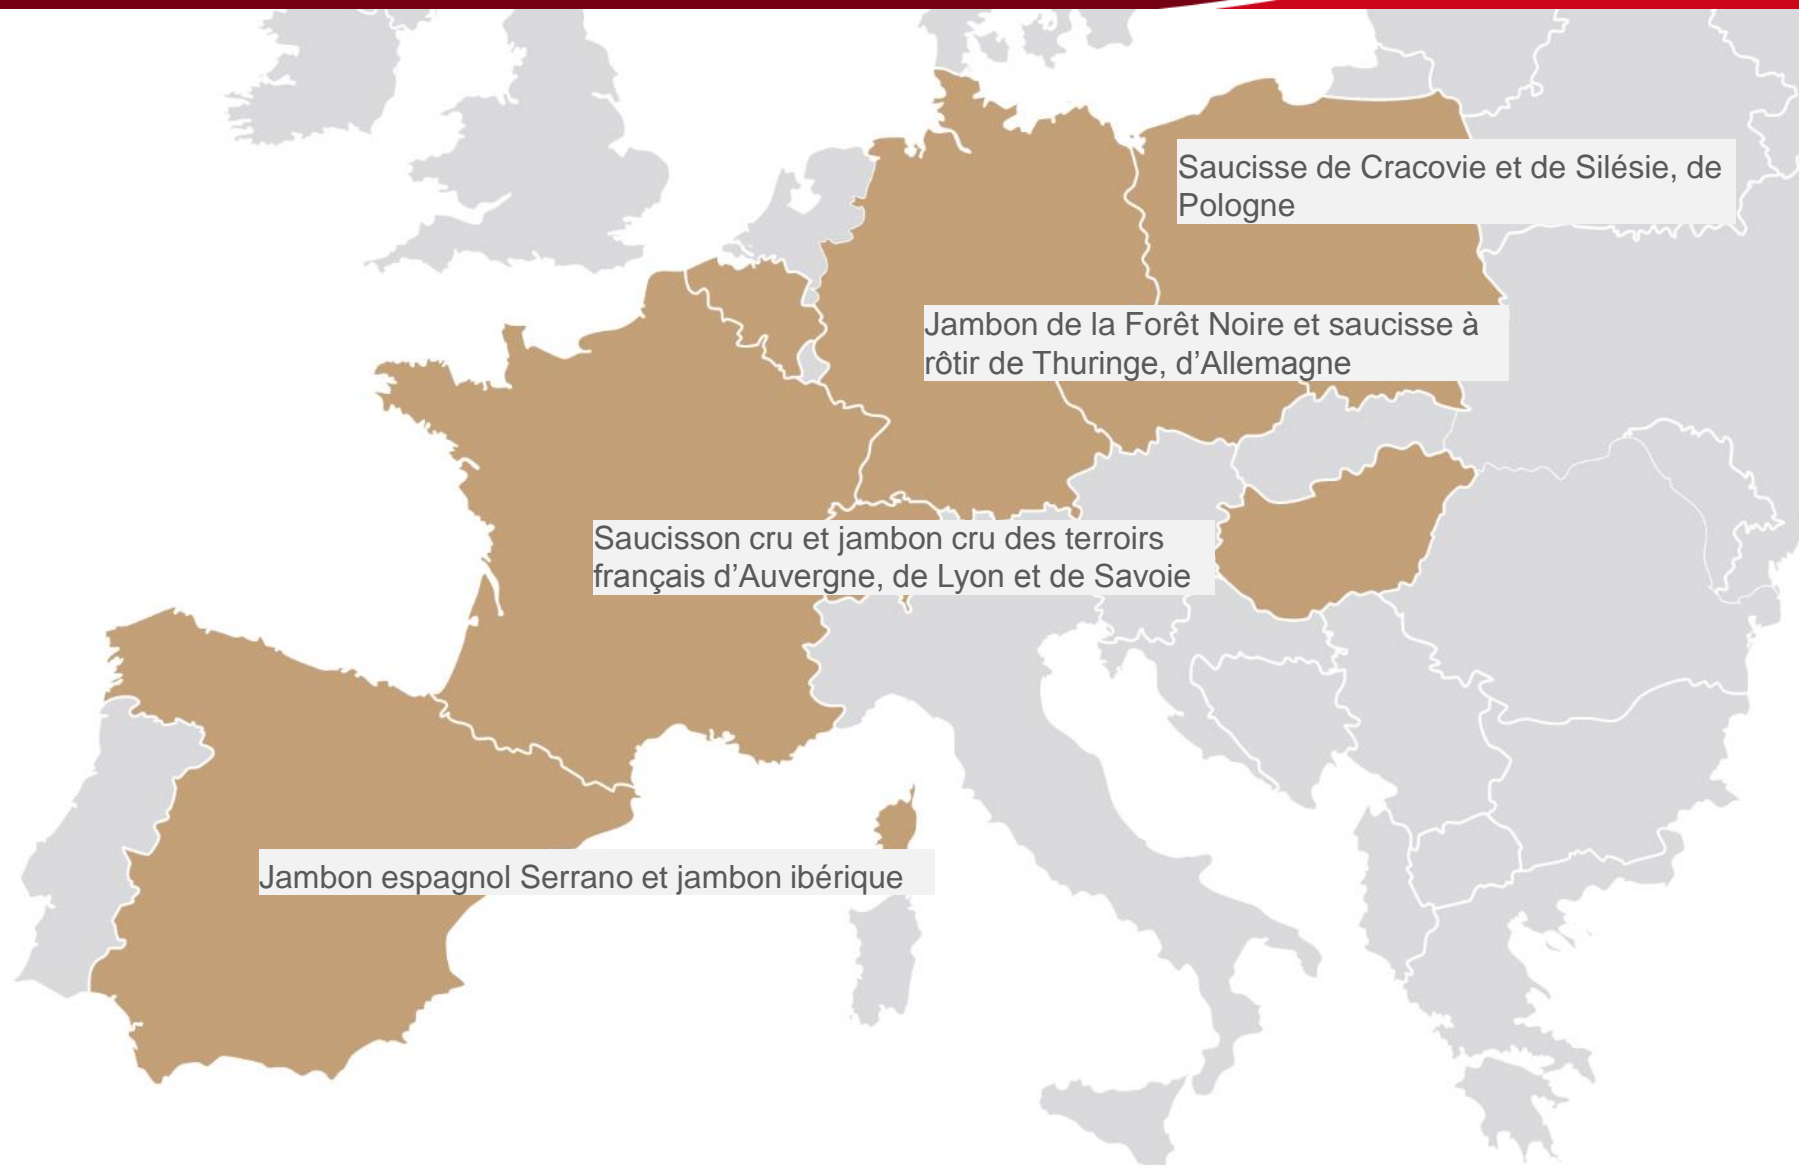 Saucisse de Cracovie et de Silésie, de
Pologne
Jambon de la Forêt Noire et saucisse à
rôtir de Thuringe, d’Allemagne
Saucisson cru et jambon cru des terroirs
français d’Auvergne, de Lyon et de Savoie
Jambon espagnol Serrano et jambon ibérique